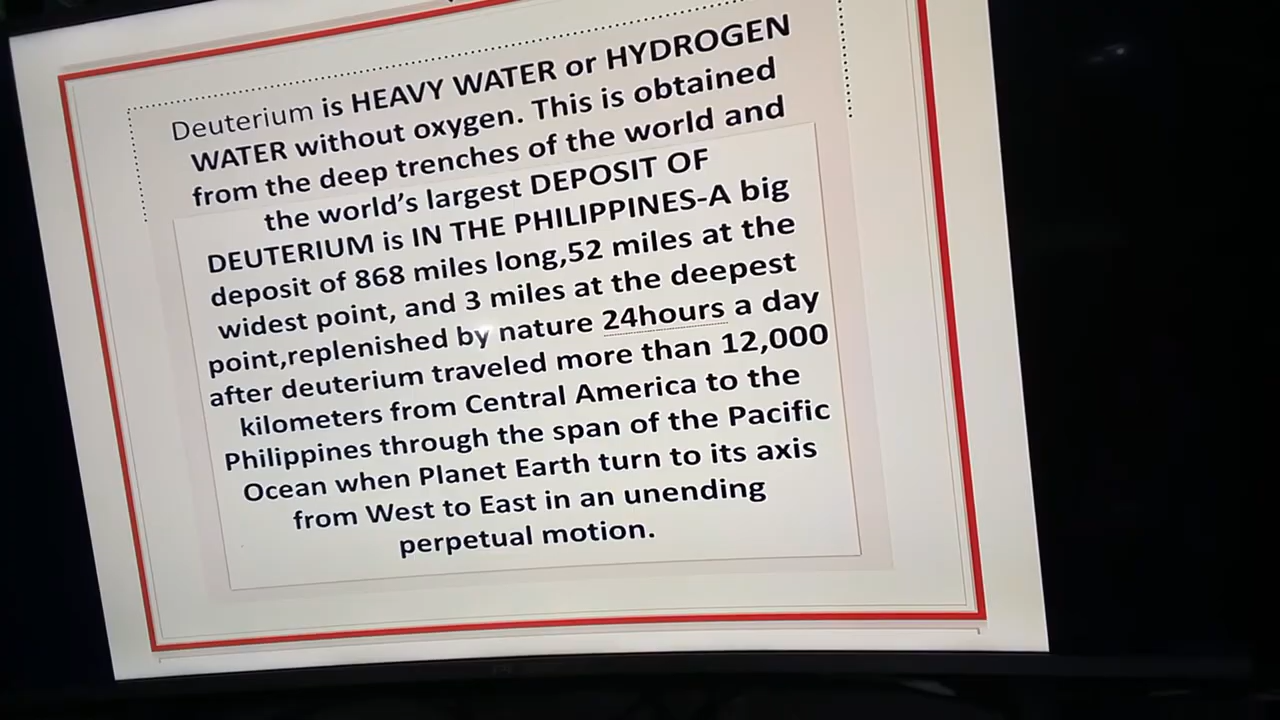 Deuterium is HEAVY WATER or HYDROGEN
WATER without oxygen. This is obtained
from the deep trenches of the world and
the world's largest DEPOSIT OF
DEUTERIUM is IN THE PHILIPPINES-A big
deposit of 868 miles long,52 miles at the
widest point, and 3 miles at the deepest
point,replenished by nature 24hours a day
after deuterium traveled more than 12,000
kilometers from Central America to the
Philippines through the span of the Pacific
Ocean when Planet Earth turn to its axis
from West to East in an unending
perpetual motion.